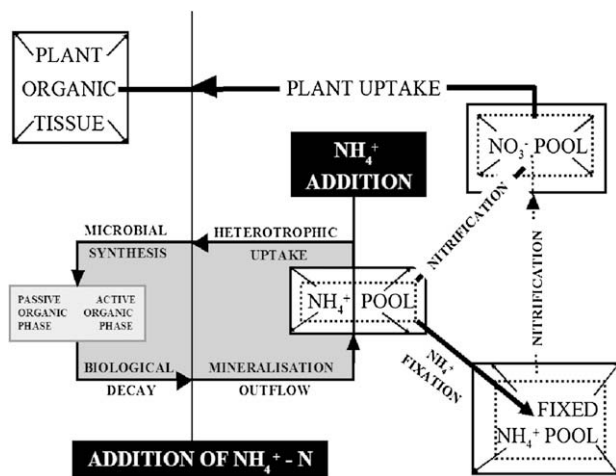 PLANT
ORGANIC
TISSUE
PLANT UPTAKE
NO₃⁻ POOL
NH₄⁺
ADDITION
NITRIFICATION
NITRIFICATION
MICROBIAL
SYNTHESIS
HETEROTROPHIC
UPTAKE
NH₄⁺ POOL
PASSIVE
ORGANIC
PHASE
ACTIVE
ORGANIC
PHASE
BIOLOGICAL
DECAY
MINERALISATION
OUTFLOW
NH₄⁺
FIXATION
FIXED
NH₄⁺ POOL
ADDITION OF NH₄⁺ - N